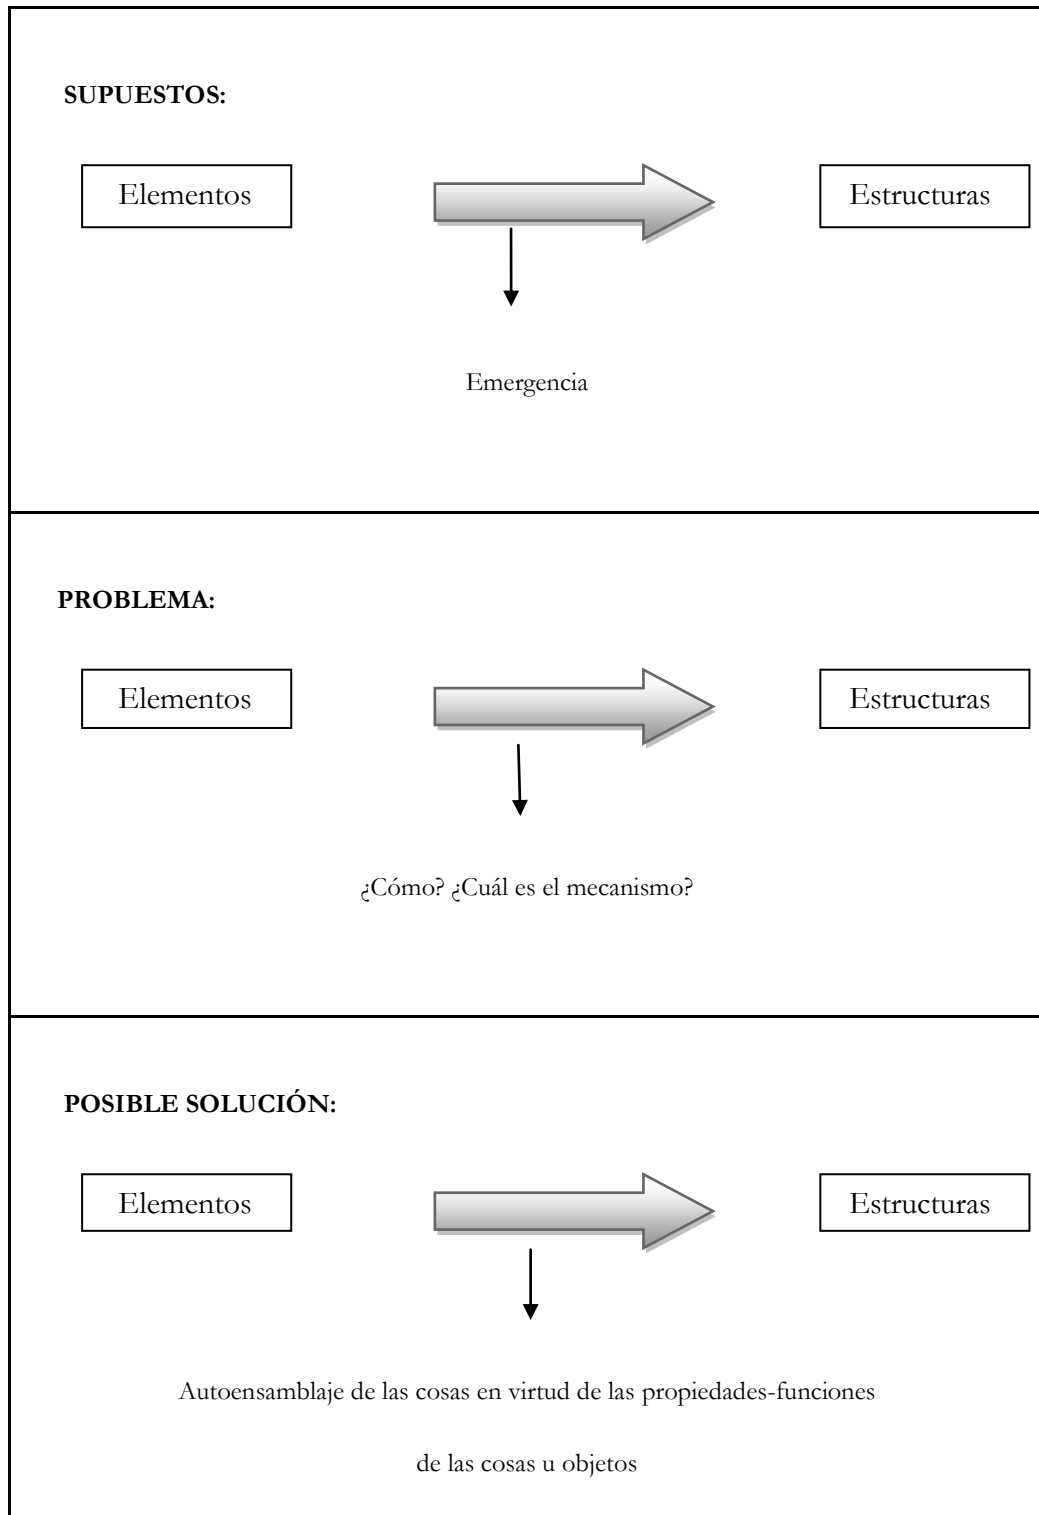 SUPUESTOS:
Elementos
Estructuras
Emergencia
PROBLEMA:
Elementos
Estructuras
¿Cómo? ¿Cuál es el mecanismo?
POSIBLE SOLUCIÓN:
Elementos
Estructuras
Autoensamblaje de las cosas en virtud de las propiedades-funciones
de las cosas u objetos